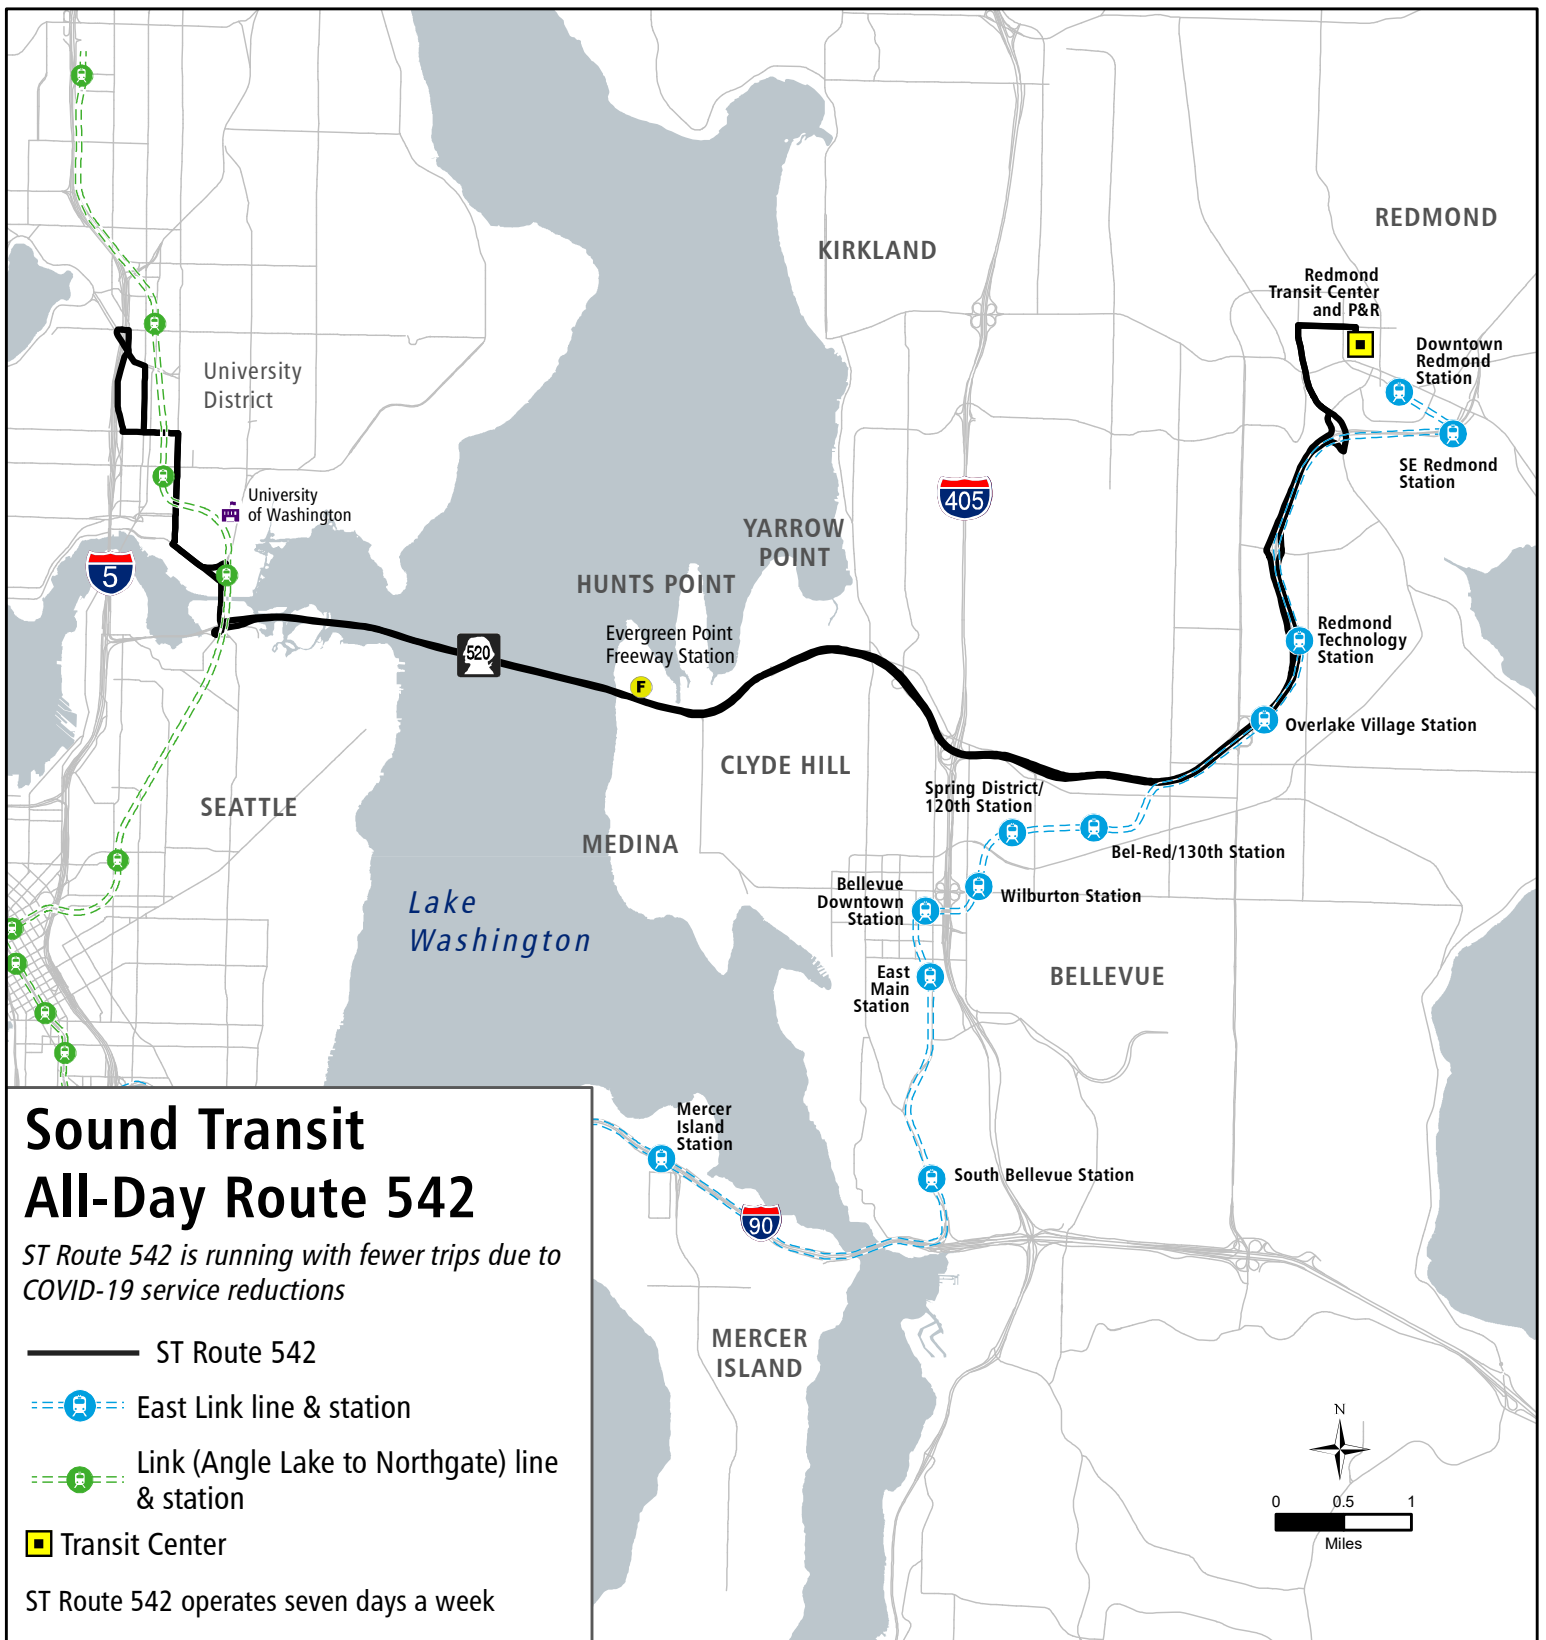 REDMOND
KIRKLAND
Redmond
Transit Center
and P&R
Downtown
Redmond
Station
University
District
SE Redmond
Station
University
of Washington
405
YARROW
POINT
5
HUNTS POINT
Evergreen Point
Freeway Station
520
F
Redmond
Technology
Station
Overlake Village Station
CLYDE HILL
SEATTLE
Spring District/
120th Station
MEDINA
Bel-Red/130th Station
Bellevue
Downtown
Station
Wilburton Station
Lake
Washington
East
Main
Station
BELLEVUE
Mercer
Island
Station
South Bellevue Station
90
MERCER
ISLAND
Sound Transit
All-Day Route 542
ST Route 542 is running with fewer trips due to
COVID-19 service reductions
ST Route 542
East Link line & station
Link (Angle Lake to Northgate) line
& station
Transit Center
ST Route 542 operates seven days a week
N
0 0.5 1
Miles